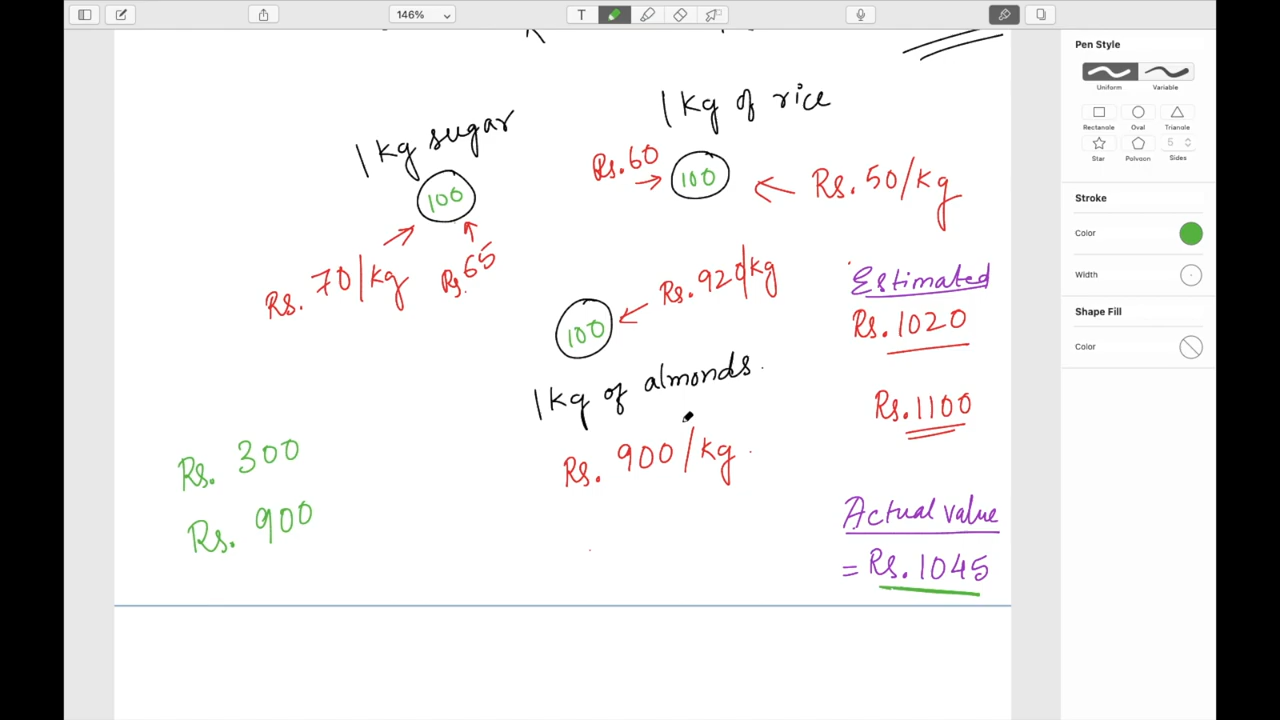 146%
T
Pen Style
Uniform
Variable
Rectangle
Oval
Triangle
Star
Polygon
5
Sides
Stroke
Color
Width
Shape Fill
Color
1 kg sugar
100
Rs. 70/kg
Rs. 65
1 kg of rice
Rs. 60
100
Rs. 50/kg
Rs. 920/kg
100
1 kg of almonds.
Rs. 900/kg.
Estimated
Rs. 1020
Rs. 1100
Rs. 300
Rs. 900
Actual value
= Rs. 1045